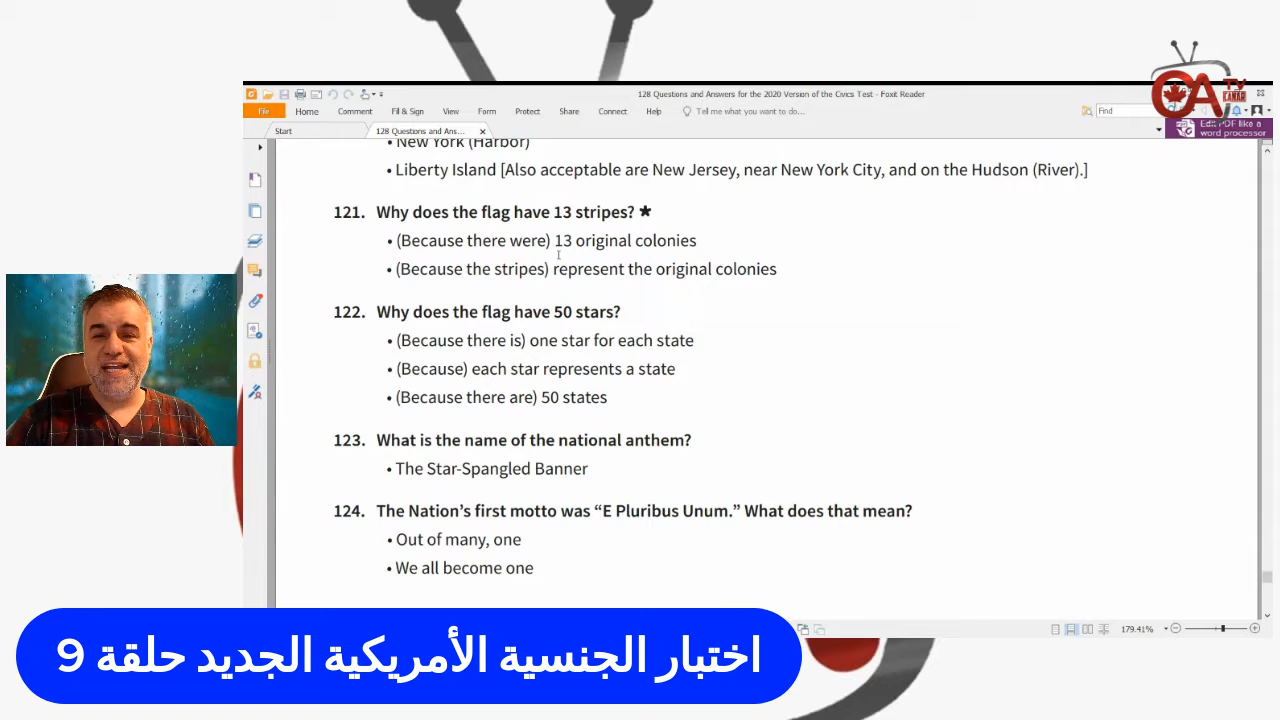 128 Questions and Answers for the 2020 Version of the Civics Test - Foxit Reader
File Home Comment Fill & Sign View Form Protect Share Connect Help Tell me what you want to do... Find
Start 128 Questions and Ans... Edit PDF like a
word processor
• New York (Harbor)
• Liberty Island [Also acceptable are New Jersey, near New York City, and on the Hudson (River).]
121. Why does the flag have 13 stripes? *
• (Because there were) 13 original colonies
• (Because the stripes) represent the original colonies
122. Why does the flag have 50 stars?
• (Because there is) one star for each state
• (Because) each star represents a state
• (Because there are) 50 states
123. What is the name of the national anthem?
• The Star-Spangled Banner
124. The Nation’s first motto was “E Pluribus Unum.” What does that mean?
• Out of many, one
• We all become one
179.41%
اختبار الجنسية الأمريكية الجديد حلقة 9